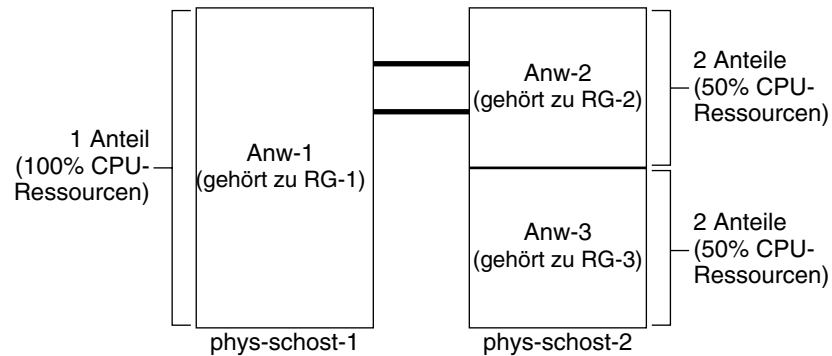 1 Anteil
(100% CPU-
Ressourcen)
Anw-1
(gehört zu RG-1)
phys-schost-1
Anw-2
(gehört zu RG-2)
2 Anteile
(50% CPU-
Ressourcen)
Anw-3
(gehört zu RG-3)
2 Anteile
(50% CPU-
Ressourcen)
phys-schost-2